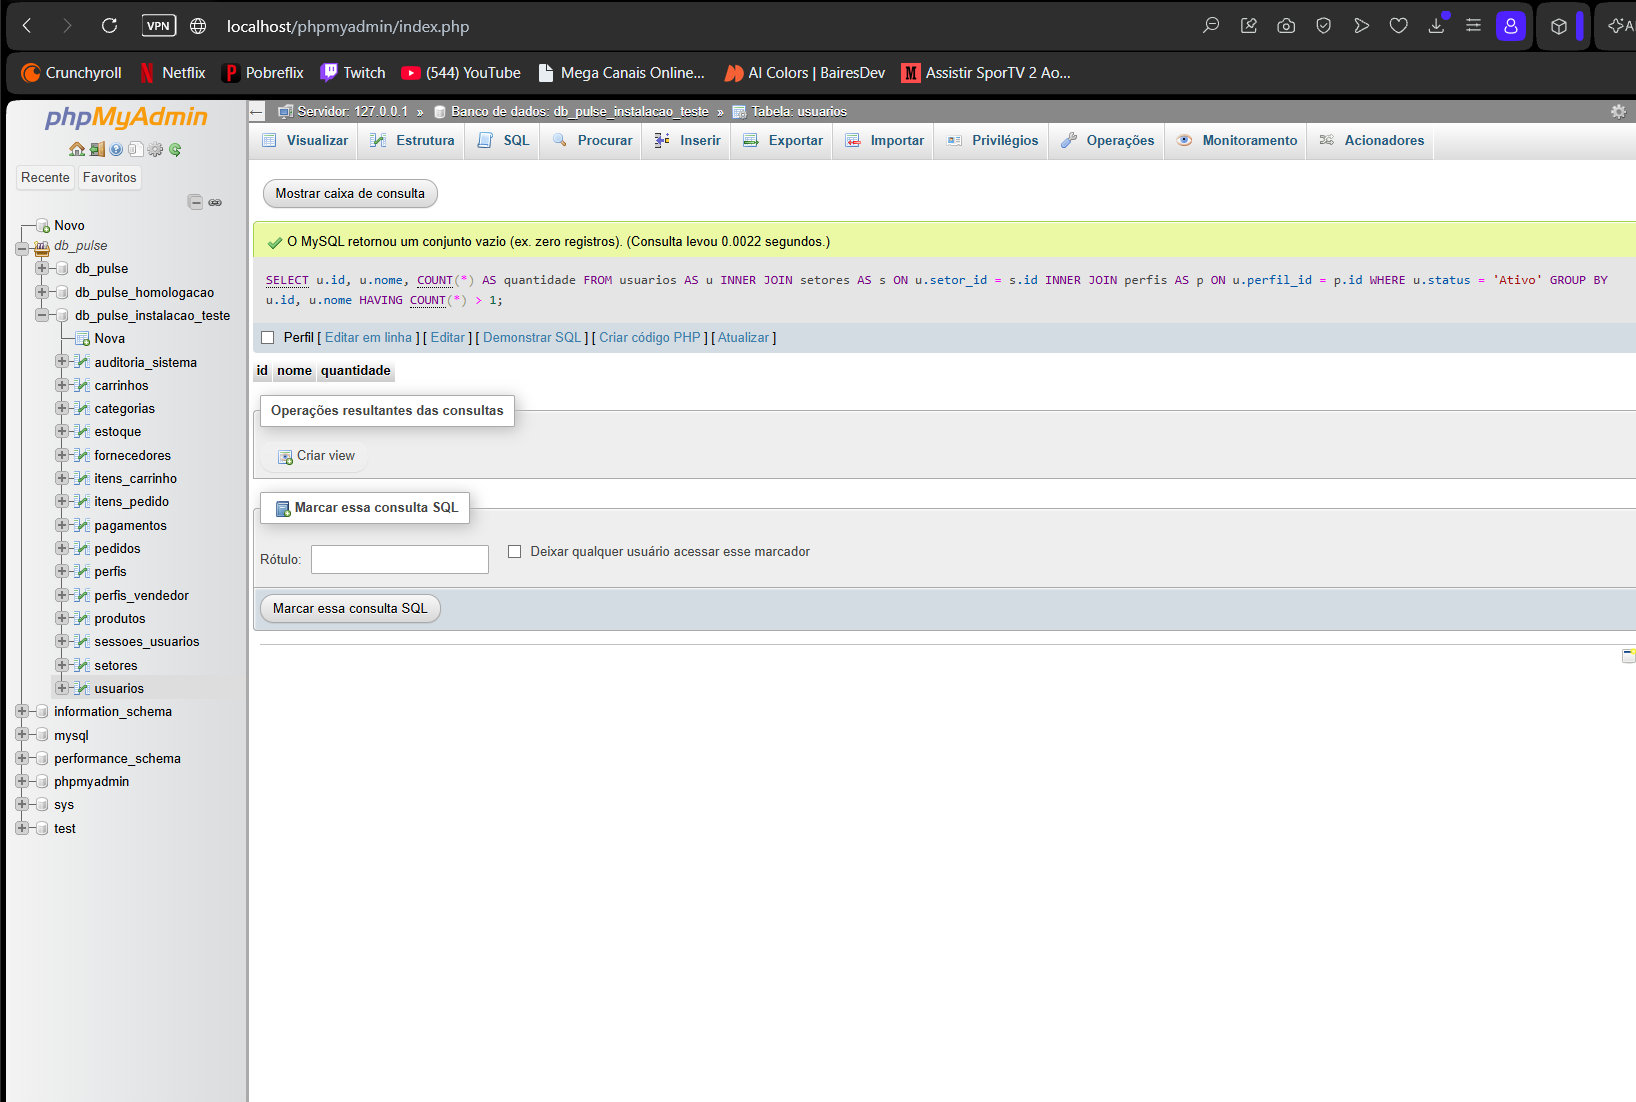 VPN
localhost/phpmyadmin/index.php
Crunchyroll
Netflix
Pobreflix
Twitch
(544) YouTube
Mega Canais Online...
AI Colors | BairesDev
M
Assistir SporTV 2 Ao...
phpMyAdmin
Recente
Favoritos
Novo
db_pulse
db_pulse
db_pulse_homologacao
db_pulse_instalacao_teste
Nova
auditoria_sistema
carrinhos
categorias
estoque
fornecedores
itens_carrinho
itens_pedido
pagamentos
pedidos
perfis
perfis_vendedor
produtos
sessoes_usuarios
setores
usuarios
information_schema
mysql
performance_schema
phpmyadmin
sys
test
Servidor: 127.0.0.1 » Banco de dados: db_pulse_instalacao_teste » Tabela: usuarios
Visualizar
Estrutura
SQL
Procurar
Inserir
Exportar
Importar
Privilégios
Operações
Monitoramento
Acionadores
Mostrar caixa de consulta
O MySQL retornou um conjunto vazio (ex. zero registros). (Consulta levou 0.0022 segundos.)
SELECT u.id, u.nome, COUNT(*) AS quantidade FROM usuarios AS u INNER JOIN setores AS s ON u.setor_id = s.id INNER JOIN perfis AS p ON u.perfil_id = p.id WHERE u.status = 'Ativo' GROUP BY
u.id, u.nome HAVING COUNT(*) > 1;
Perfil [ Editar em linha ] [ Editar ] [ Demonstrar SQL ] [ Criar código PHP ] [ Atualizar ]
id nome quantidade
Operações resultantes das consultas
Criar view
Marcar essa consulta SQL
Rótulo:
Deixar qualquer usuário acessar esse marcador
Marcar essa consulta SQL